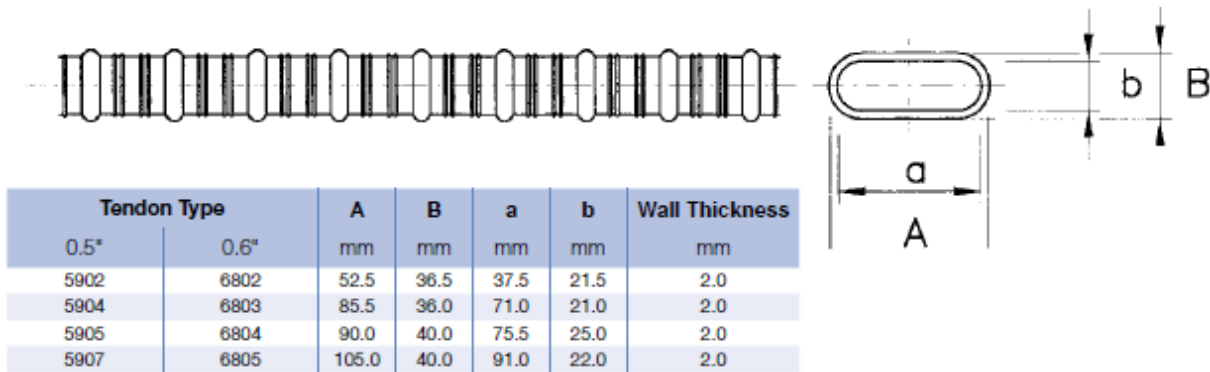 b
B
a
A
Tendon Type A B a b Wall Thickness
0.5" 0.6" mm mm mm mm mm
5902 6802 52.5 36.5 37.5 21.5 2.0
5904 6803 85.5 36.0 71.0 21.0 2.0
5905 6804 90.0 40.0 75.5 25.0 2.0
5907 6805 105.0 40.0 91.0 22.0 2.0